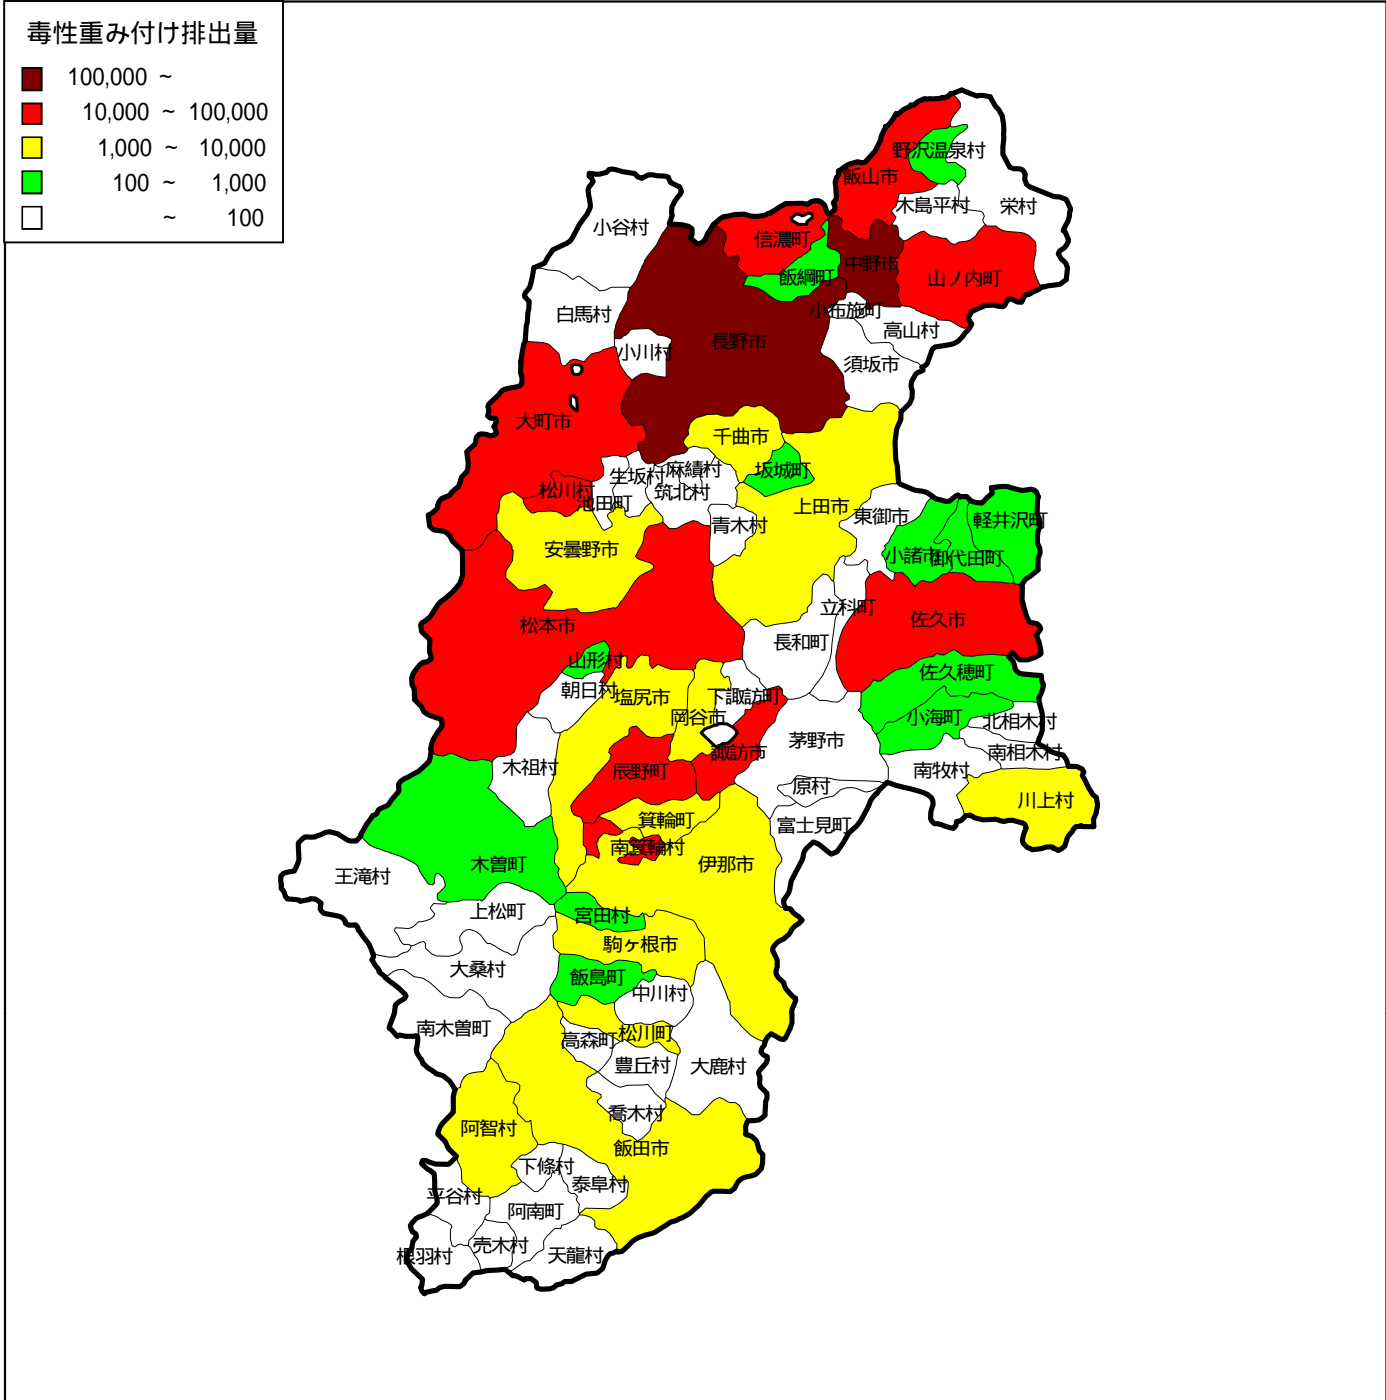 毒性重み付け排出量
100,000 ~
10,000 ~ 100,000
1,000 ~ 10,000
100 ~ 1,000
~ 100
野沢温泉村
飯山市
木島平村
栄村
小谷村
信濃町
中野市
飯綱町
山ノ内町
白馬村
小布施町
高山村
長野市
小川村
須坂市
大町市
千曲市
麻績村
坂城町
生坂村
松川村
筑北村
池田町
上田市
東御市
軽井沢町
青木村
安曇野市
小諸市
御代田町
立科町
佐久市
松本市
長和町
山形村
佐久穂町
朝日村
塩尻市
下諏訪町
岡谷市
小海町
北相木村
茅野市
諏訪市
南相木村
木祖村
辰野町
南牧村
原村
川上村
箕輪町
富士見町
南箕輪村
木曽町
伊那市
王滝村
上松町
宮田村
駒ヶ根市
大桑村
飯島町
中川村
南木曽町
高森町
松川町
豊丘村
大鹿村
喬木村
阿智村
飯田市
下條村
泰阜村
平谷村
阿南町
売木村
根羽村
天龍村